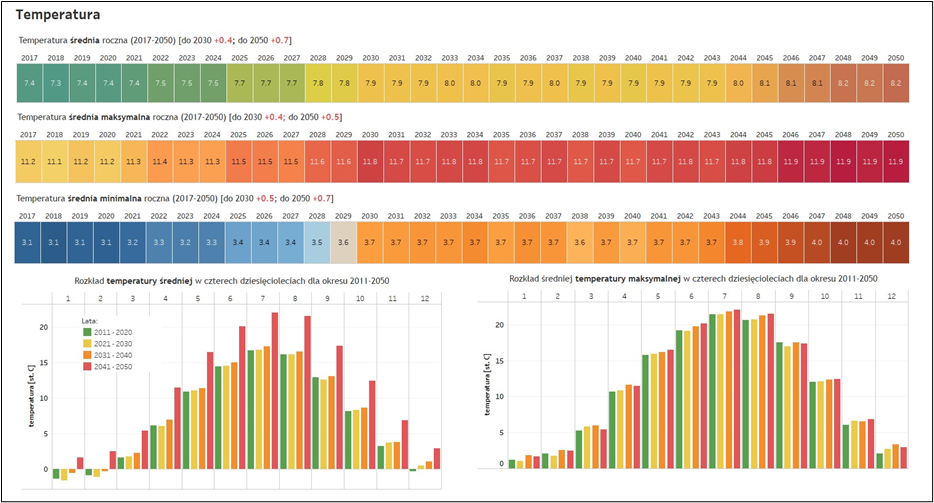 Temperatura
Temperatura średnia roczna (2017-2050) [do 2030 +0.4; do 2050 +0.7]
2017 2018 2019 2020 2021 2022 2023 2024 2025 2026 2027 2028 2029 2030 2031 2032 2033 2034 2035 2036 2037 2038 2039 2040 2041 2042 2043 2044 2045 2046 2047 2048 2049 2050
7.4 7.3 7.4 7.4 7.4 7.5 7.5 7.5 7.7 7.7 7.7 7.8 7.8 7.9 7.9 7.9 8.0 8.0 7.9 7.9 8.0 7.9 7.9 7.9 7.9 7.9 7.9 8.0 8.1 8.1 8.1 8.2 8.2 8.2
Temperatura średnia maksymalna roczna (2017-2050) [do 2030 +0.4; do 2050 +0.5]
2017 2018 2019 2020 2021 2022 2023 2024 2025 2026 2027 2028 2029 2030 2031 2032 2033 2034 2035 2036 2037 2038 2039 2040 2041 2042 2043 2044 2045 2046 2047 2048 2049 2050
11.2 11.1 11.2 11.2 11.3 11.4 11.3 11.3 11.5 11.5 11.5 11.6 11.6 11.8 11.7 11.7 11.8 11.8 11.7 11.7 11.7 11.7 11.7 11.7 11.7 11.8 11.7 11.8 11.8 11.9 11.9 11.9 11.9 11.9
Temperatura średnia minimalna roczna (2017-2050) [do 2030 +0.5; do 2050 +0.7]
2017 2018 2019 2020 2021 2022 2023 2024 2025 2026 2027 2028 2029 2030 2031 2032 2033 2034 2035 2036 2037 2038 2039 2040 2041 2042 2043 2044 2045 2046 2047 2048 2049 2050
3.1 3.1 3.1 3.1 3.2 3.3 3.2 3.3 3.4 3.4 3.4 3.5 3.6 3.7 3.7 3.7 3.7 3.7 3.7 3.7 3.7 3.6 3.7 3.7 3.7 3.7 3.7 3.8 3.9 3.9 4.0 4.0 4.0 4.0
Rozkład temperatury średniej w czterech dziesięcioleciach dla okresu 2011-2050
1 2 3 4 5 6 7 8 9 10 11 12
Lata:
2011 - 2020
2021 - 2030
2031 - 2040
2041 - 2050
temperatura [st. C]
20
15
10
5
0
Rozkład średniej temperatury maksymalnej w czterech dziesięcioleciach dla okresu 2011-2050
1 2 3 4 5 6 7 8 9 10 11 12
temperatura [st. C]
20
15
10
5
0